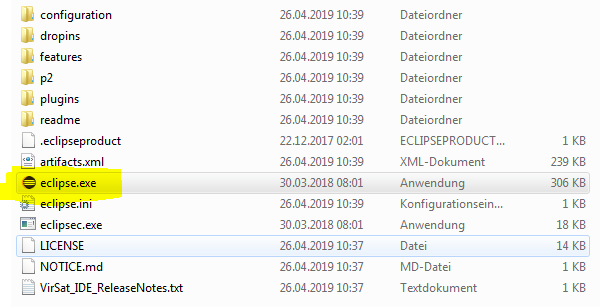 configuration 26.04.2019 10:39 Dateiordner
dropins 26.04.2019 10:39 Dateiordner
features 26.04.2019 10:39 Dateiordner
p2 26.04.2019 10:39 Dateiordner
plugins 26.04.2019 10:39 Dateiordner
readme 26.04.2019 10:39 Dateiordner
.eclipseproduct 22.12.2017 02:01 ECLIPSEPRODUCT... 1 KB
artifacts.xml 26.04.2019 10:39 XML-Dokument 239 KB
eclipse.exe 30.03.2018 08:01 Anwendung 306 KB
eclipse.ini 26.04.2019 10:39 Konfigurationsein... 1 KB
eclipsec.exe 30.03.2018 08:01 Anwendung 18 KB
LICENSE 26.04.2019 10:37 Datei 14 KB
NOTICE.md 26.04.2019 10:37 MD-Datei 1 KB
VirSat_IDE_ReleaseNotes.txt 26.04.2019 10:37 Textdokument 1 KB